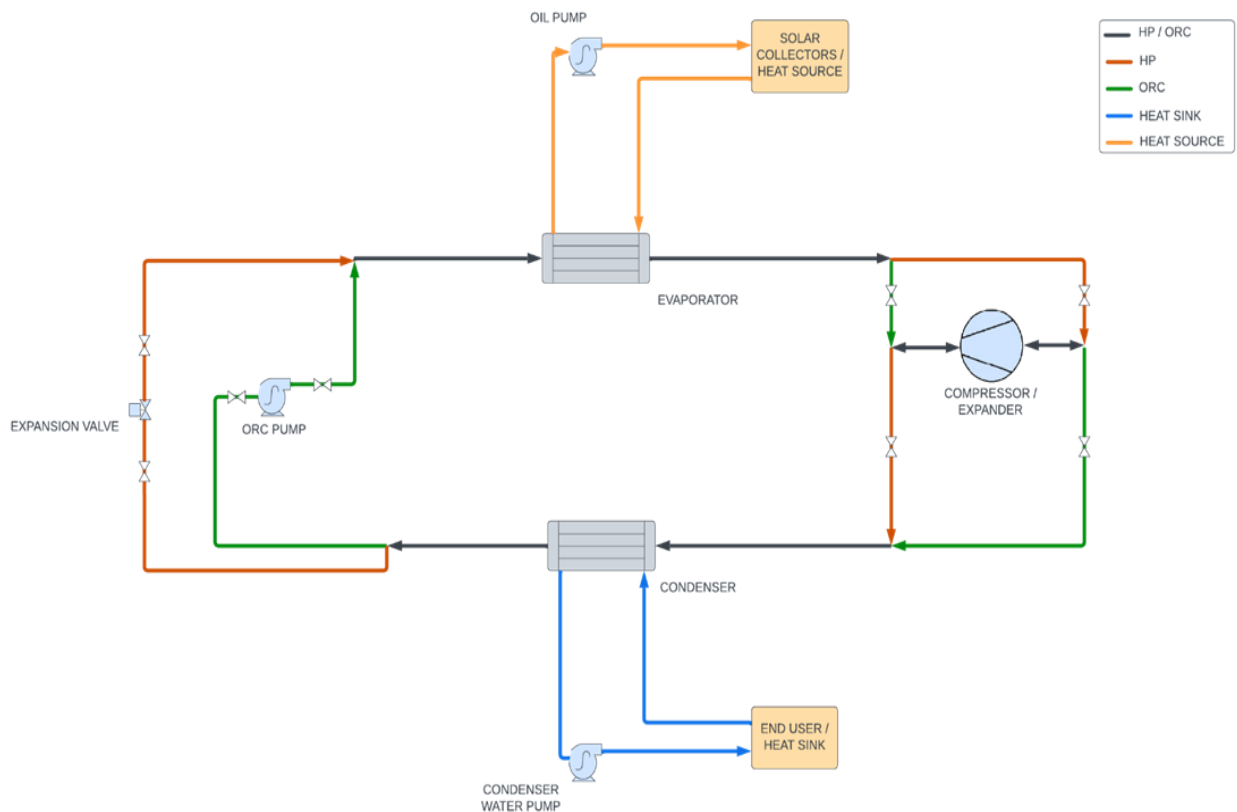 OIL PUMP
SOLAR
COLLECTORS /
HEAT SOURCE
HP / ORC
HP
ORC
HEAT SINK
HEAT SOURCE
EVAPORATOR
COMPRESSOR /
EXPANDER
EXPANSION VALVE
ORC PUMP
CONDENSER
END USER /
HEAT SINK
CONDENSER
WATER PUMP